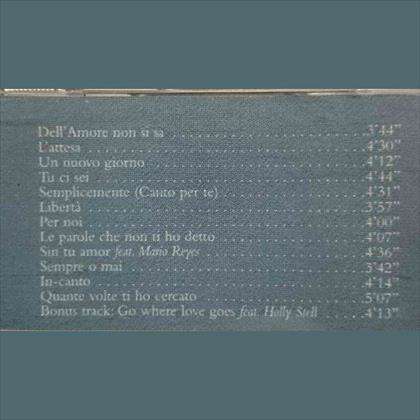 Dell'Amore non si sa ............ 3'44"
L'attesa ............ 4'30"
Un nuovo giorno ............ 4'12"
Tu ci sei ............ 4'44"
Semplicemente (Canto per te) ............ 4'31"
Libertà ............ 3'57"
Per noi ............ 4'00"
Le parole che non ti ho detto ............ 4'07"
Sin tu amor feat. Mario Reyes ............ 4'36"
Sempre o mai ............ 3'42"
In-canto ............ 4'14"
Quante volte ti ho cercato ............ 5'07"
Bonus track: Go where love goes feat. Holly Stell ............ 4'13"